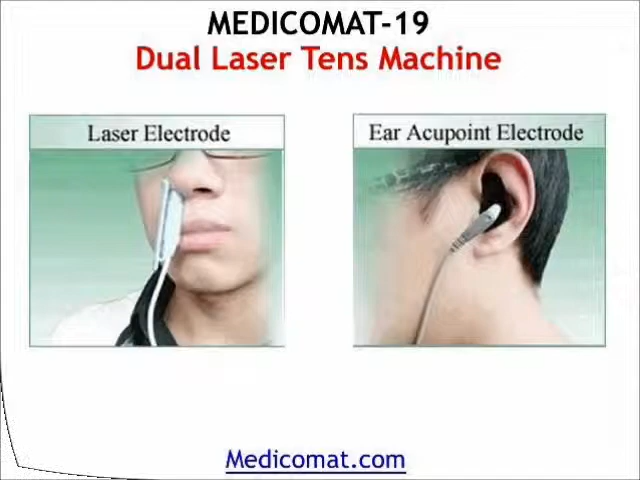 MEDICOMAT-19
Dual Laser Tens Machine
Laser Electrode
Ear Acupoint Electrode
Medicomat.com